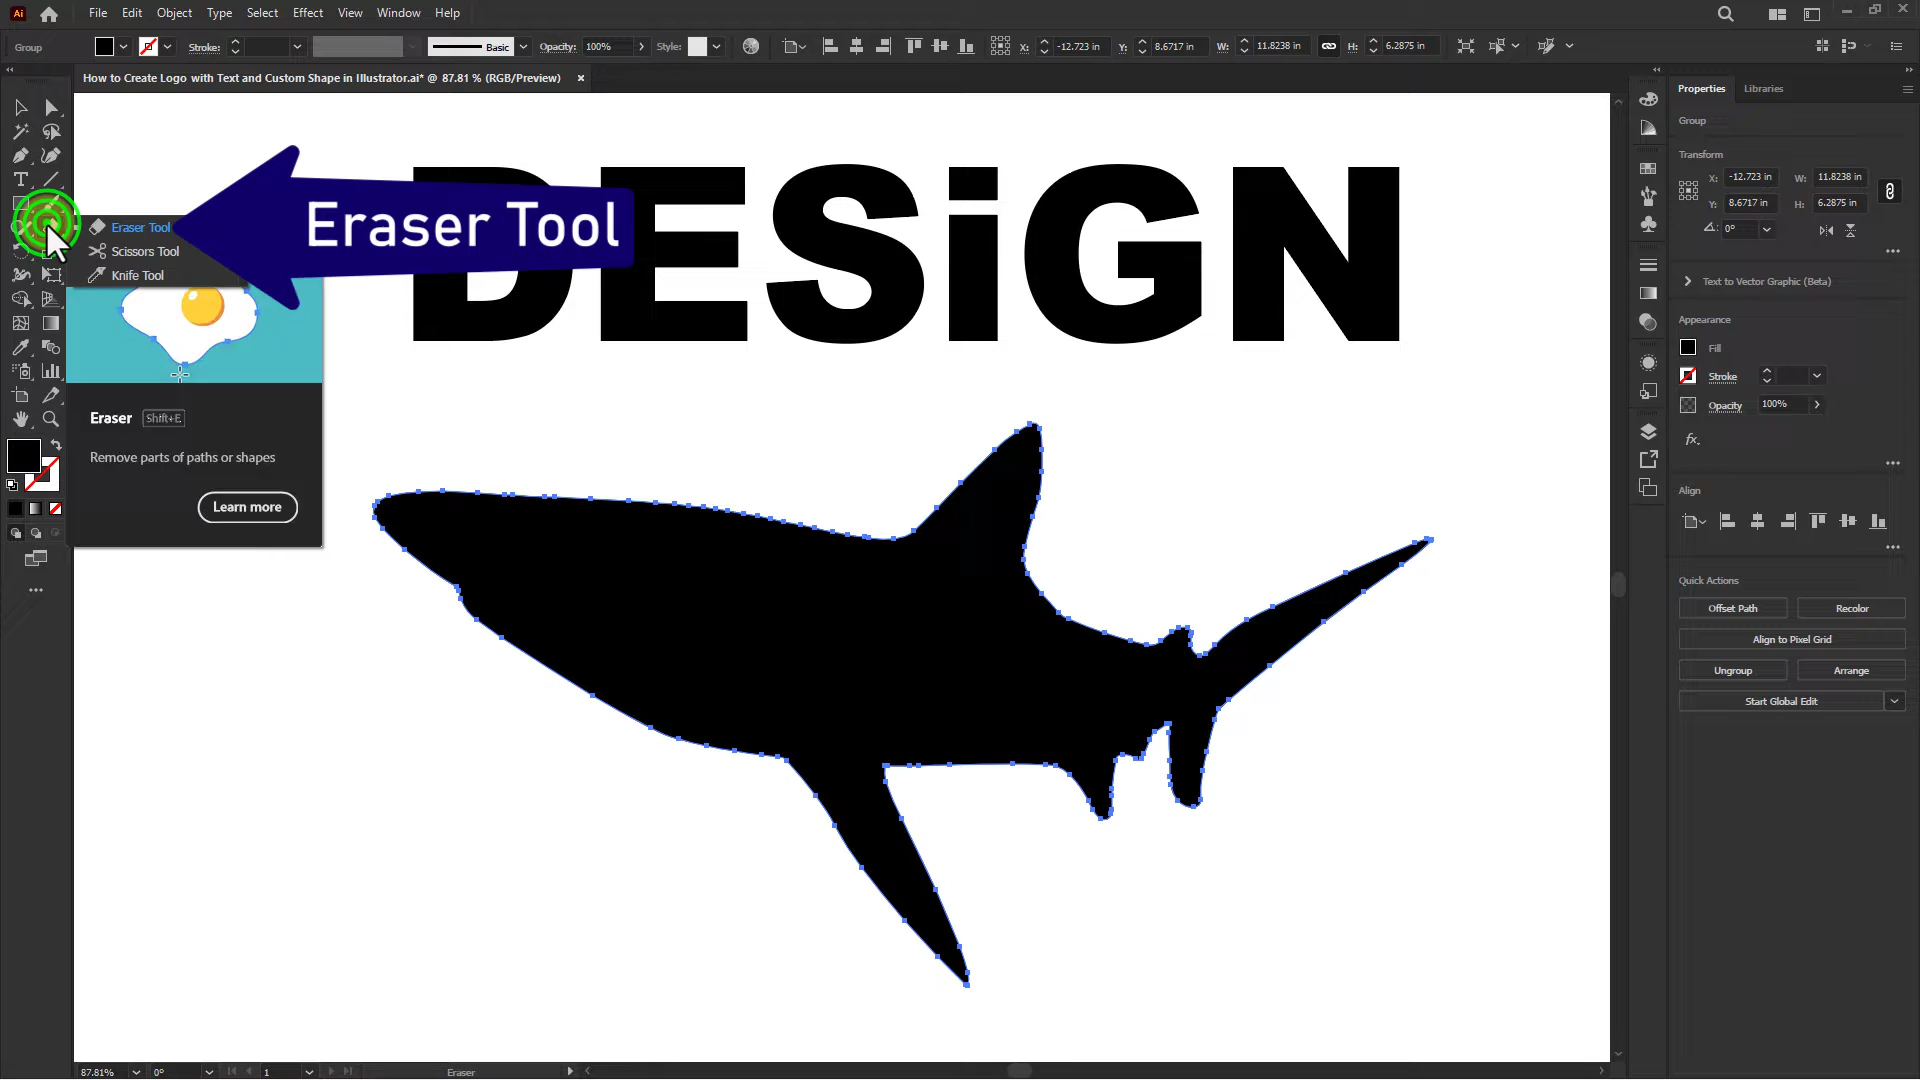 Ai File Edit Object Type Select Effect View Window Help
Group Stroke: Basic Opacity: 100% Style: X: -12.723 in Y: 8.6717 in W: 11.8238 in H: 6.2875 in
How to Create Logo with Text and Custom Shape in Illustrator.ai* @ 87.81 % (RGB/Preview) ×
DESiGN
Eraser Tool
Eraser Tool
Scissors Tool
Knife Tool
Eraser Shift+E
Remove parts of paths or shapes
Learn more
Properties Libraries
Group
Transform
X: -12.723 in W: 11.8238 in
Y: 8.6717 in H: 6.2875 in
0°
Text to Vector Graphic (Beta)
Appearance
Fill
Stroke
Opacity 100%
fx.
Align
Quick Actions
Offset Path Recolor
Align to Pixel Grid
Ungroup Arrange
Start Global Edit
87.81% 0° 1 Eraser